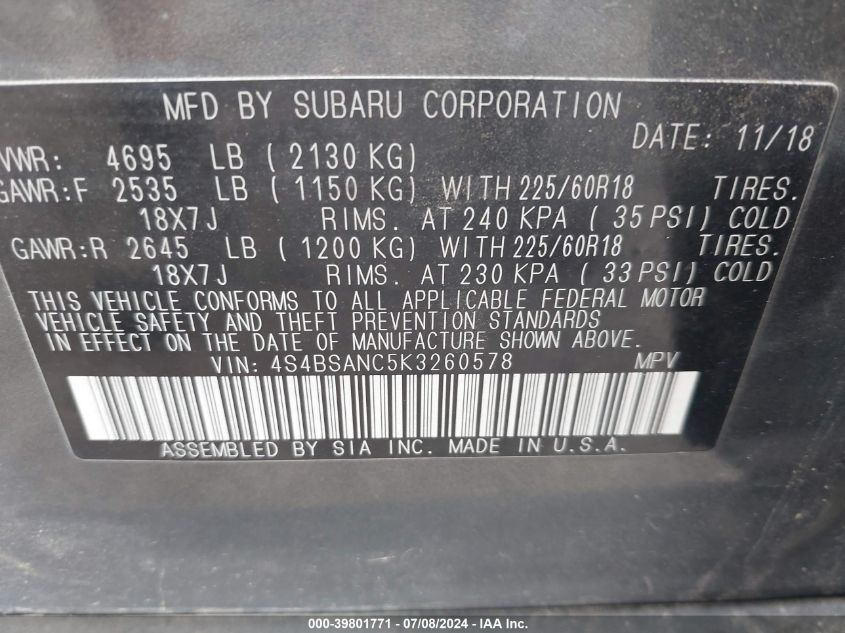 MFD BY SUBARU CORPORATION
DATE: 11/18
VWR: 4695 LB ( 2130 KG)
GAWR:F 2535 LB ( 1150 KG) WITH 225/60R18 TIRES.
18X7J RIMS. AT 240 KPA ( 35 PSI) COLD
GAWR:R 2645 LB ( 1200 KG) WITH 225/60R18 TIRES.
18X7J RIMS. AT 230 KPA ( 33 PSI) COLD
THIS VEHICLE CONFORMS TO ALL APPLICABLE FEDERAL MOTOR
VEHICLE SAFETY AND THEFT PREVENTION STANDARDS
IN EFFECT ON THE DATE OF MANUFACTURE SHOWN ABOVE.
VIN: 4S4BSANC5K3260578 MPV
ASSEMBLED BY SIA INC. MADE IN U.S.A.
000-39801771 - 07/08/2024 - IAA Inc.